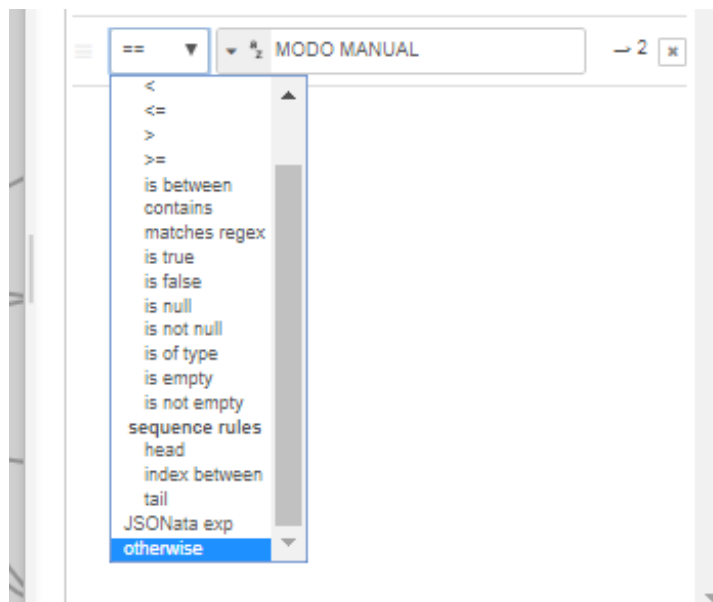 == ▼ az MODO MANUAL → 2 x
<
<=
>
>=
is between
contains
matches regex
is true
is false
is null
is not null
is of type
is empty
is not empty
sequence rules
head
index between
tail
JSONata exp
otherwise